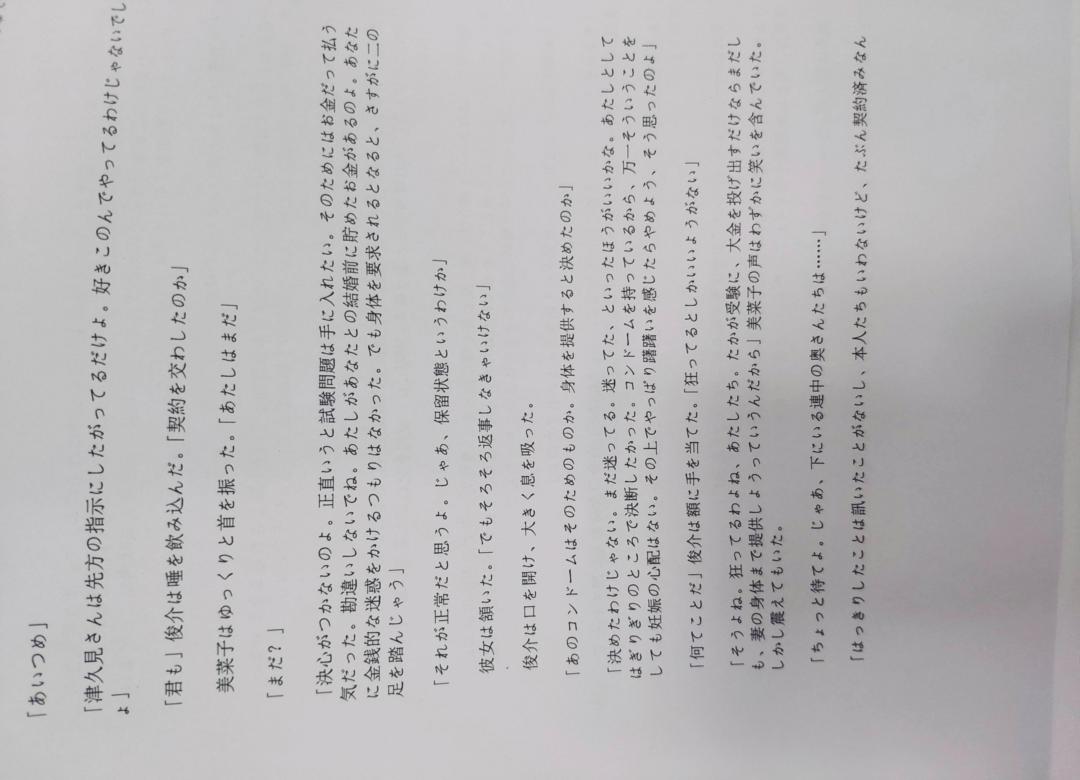 「あいつめ」
「津久見さんは先方の指示にしたがってるだけよ。好きこのんでやってるわけじゃないでし
ょ」
「君も」俊介は唾を飲み込んだ。「契約を交わしたのか」
美菜子はゆっくりと首を振った。「あたしはまだ」
「まだ？」
「決心がつかないのよ。正直いうと試験問題は手に入れたい。そのためにはお金だって払う
気だった。勘違いしないでね。あたしがあなたとの結婚前に貯めたお金があるのよ。あなた
に金銭的な迷惑をかけるつもりはなかった。でも身体を要求されるとなると、さすがに二の
足を踏んじゃう」
「それが正常だと思うよ。じゃあ、保留状態というわけか」
彼女は頷いた。「でもそろそろ返事しなきゃいけない」
俊介は口を開け、大きく息を吸った。
「あのコンドームはそのためのものか。身体を提供すると決めたのか」
「決めたわけじゃない。まだ迷ってる。迷ってた、といったほうがいいかな。あたしとして
はぎりぎりのところで決断したかった。コンドームを持っているから、万一そういうことを
しても妊娠の心配はない。その上でやっぱり躊躇いを感じたらやめよう、そう思ったのよ」
「何てことだ」俊介は額に手を当てた。「狂ってるとしかいいようがない」
「そうよね。狂ってるわよね、あたしたち。たかが受験に、大金を投げ出すだけならまだし
も、妻の身体まで提供しようっていうんだから」美菜子の声はわずかに笑いを含んでいた。
しかし震えてもいた。
「ちょっと待てよ。じゃあ、下にいる連中の奥さんたちは……」
「はっきりしたことは訊いたことがないし、本人たちもいわないけど、たぶん契約済みなん